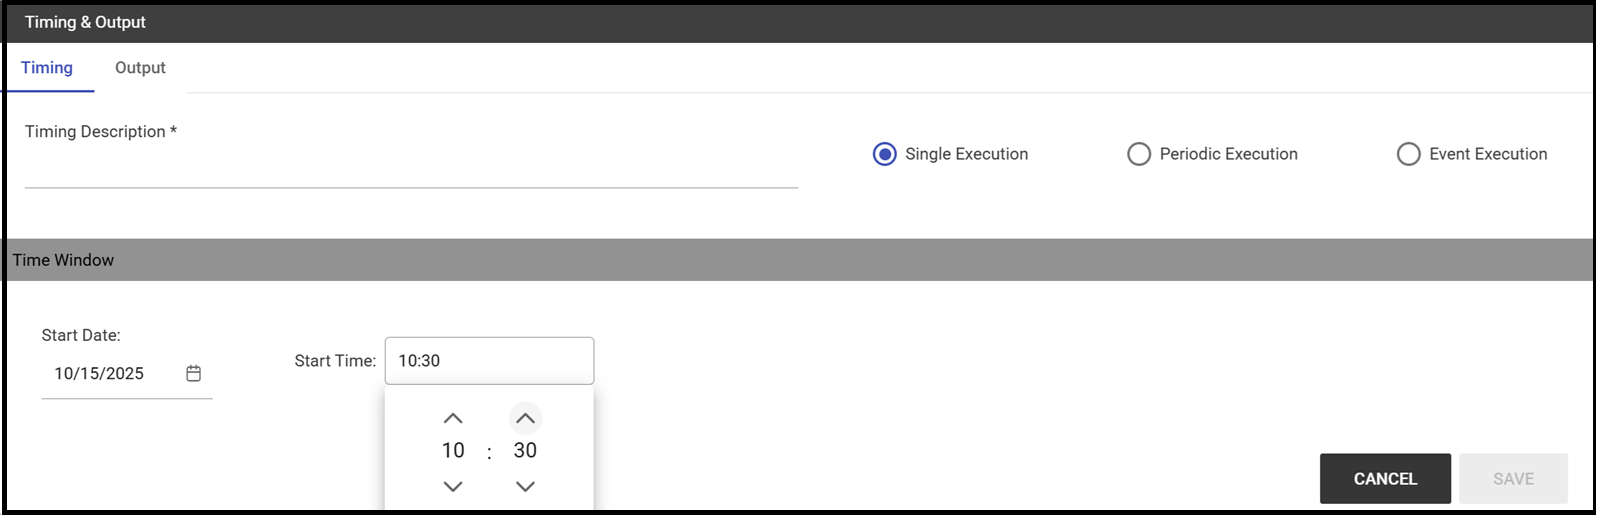 Timing & Output
Timing Output
Timing Description *
Single Execution Periodic Execution Event Execution
Time Window
Start Date:
10/15/2025
Start Time: 10:30
10 : 30
CANCEL SAVE